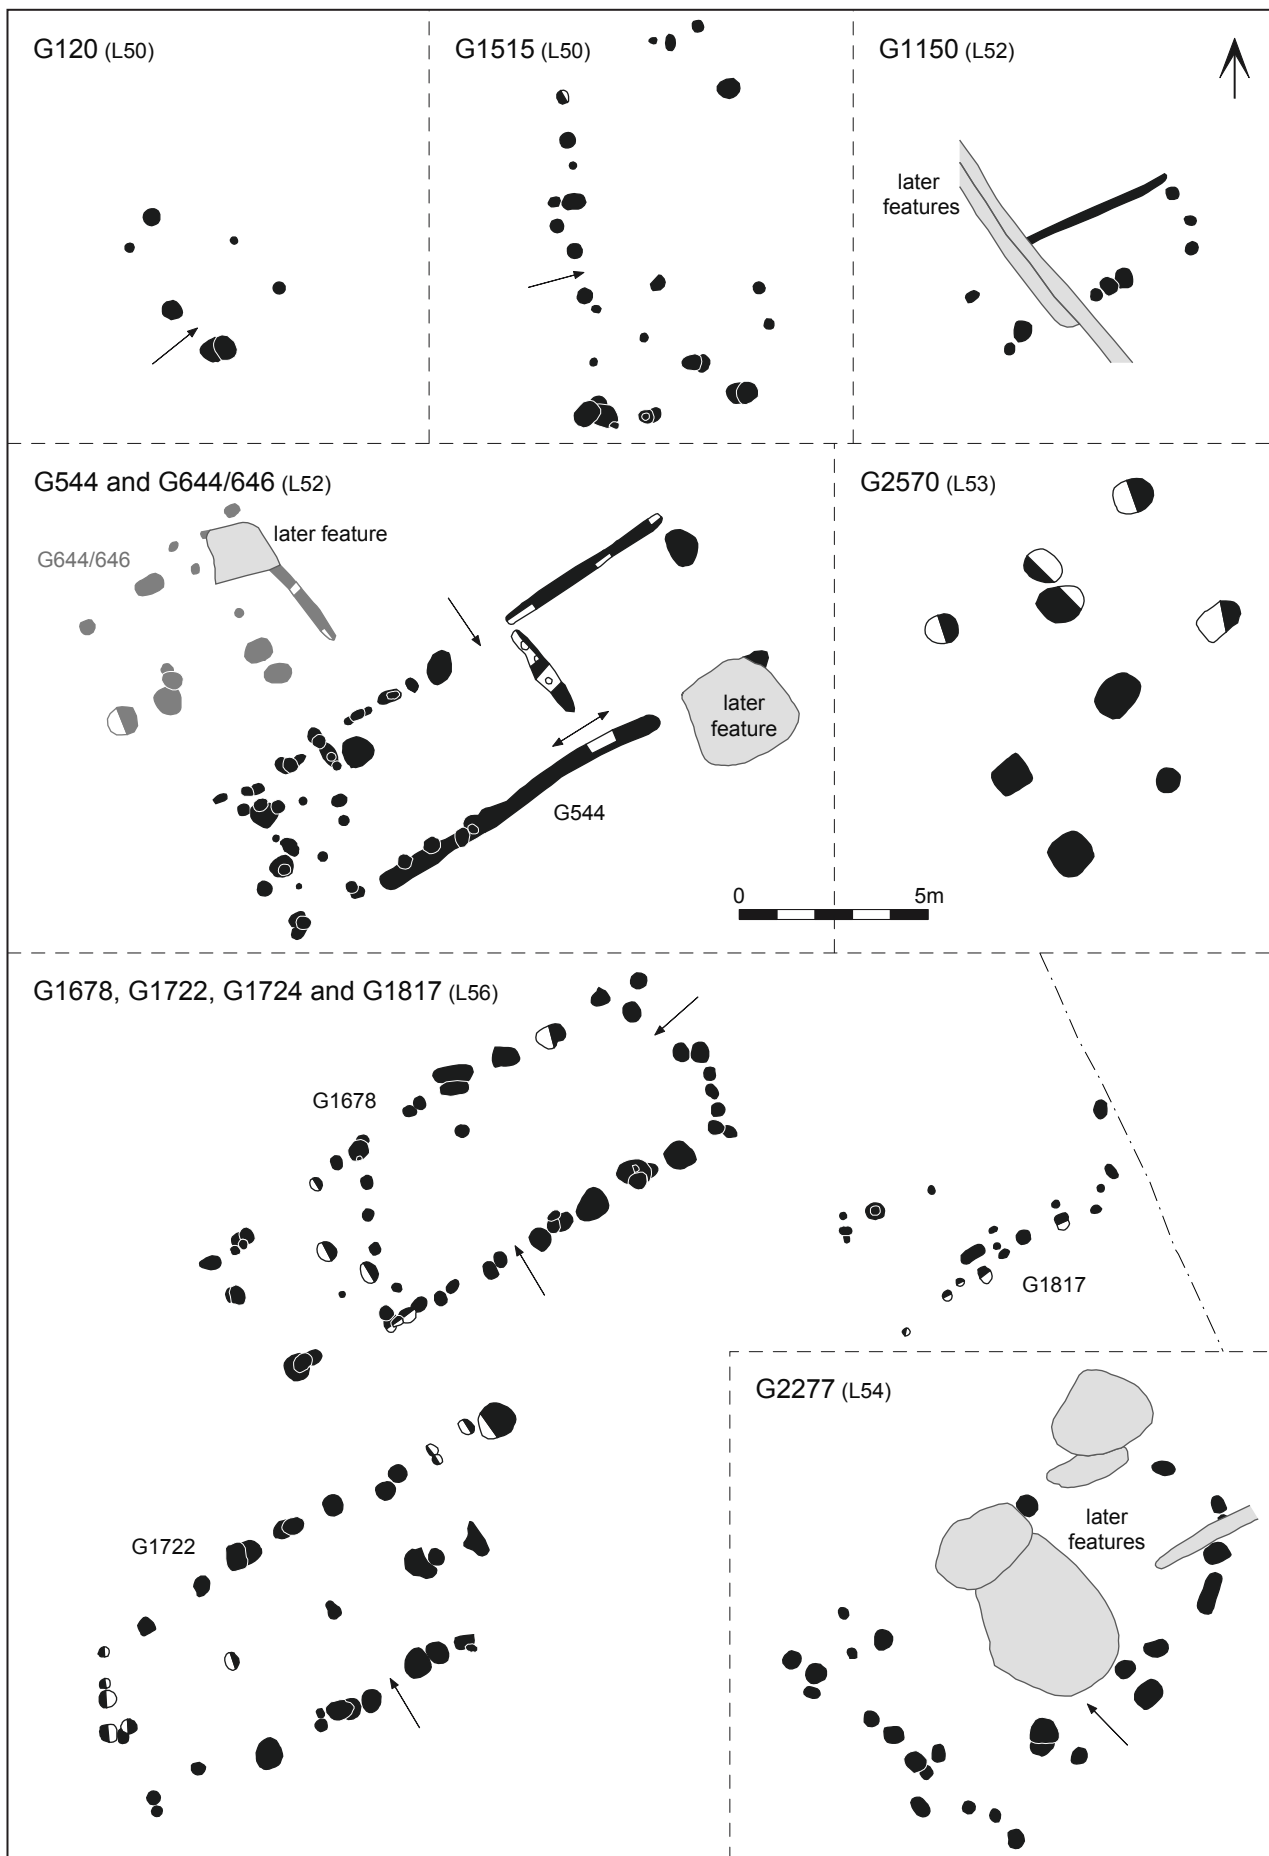 G120 (L50)
G1515 (L50)
G1150 (L52)
later
features
G544 and G644/646 (L52)
later feature
G644/646
later
feature
G544
0 5m
G2570 (L53)
G1678, G1722, G1724 and G1817 (L56)
G1678
G1817
G1722
G2277 (L54)
later
features